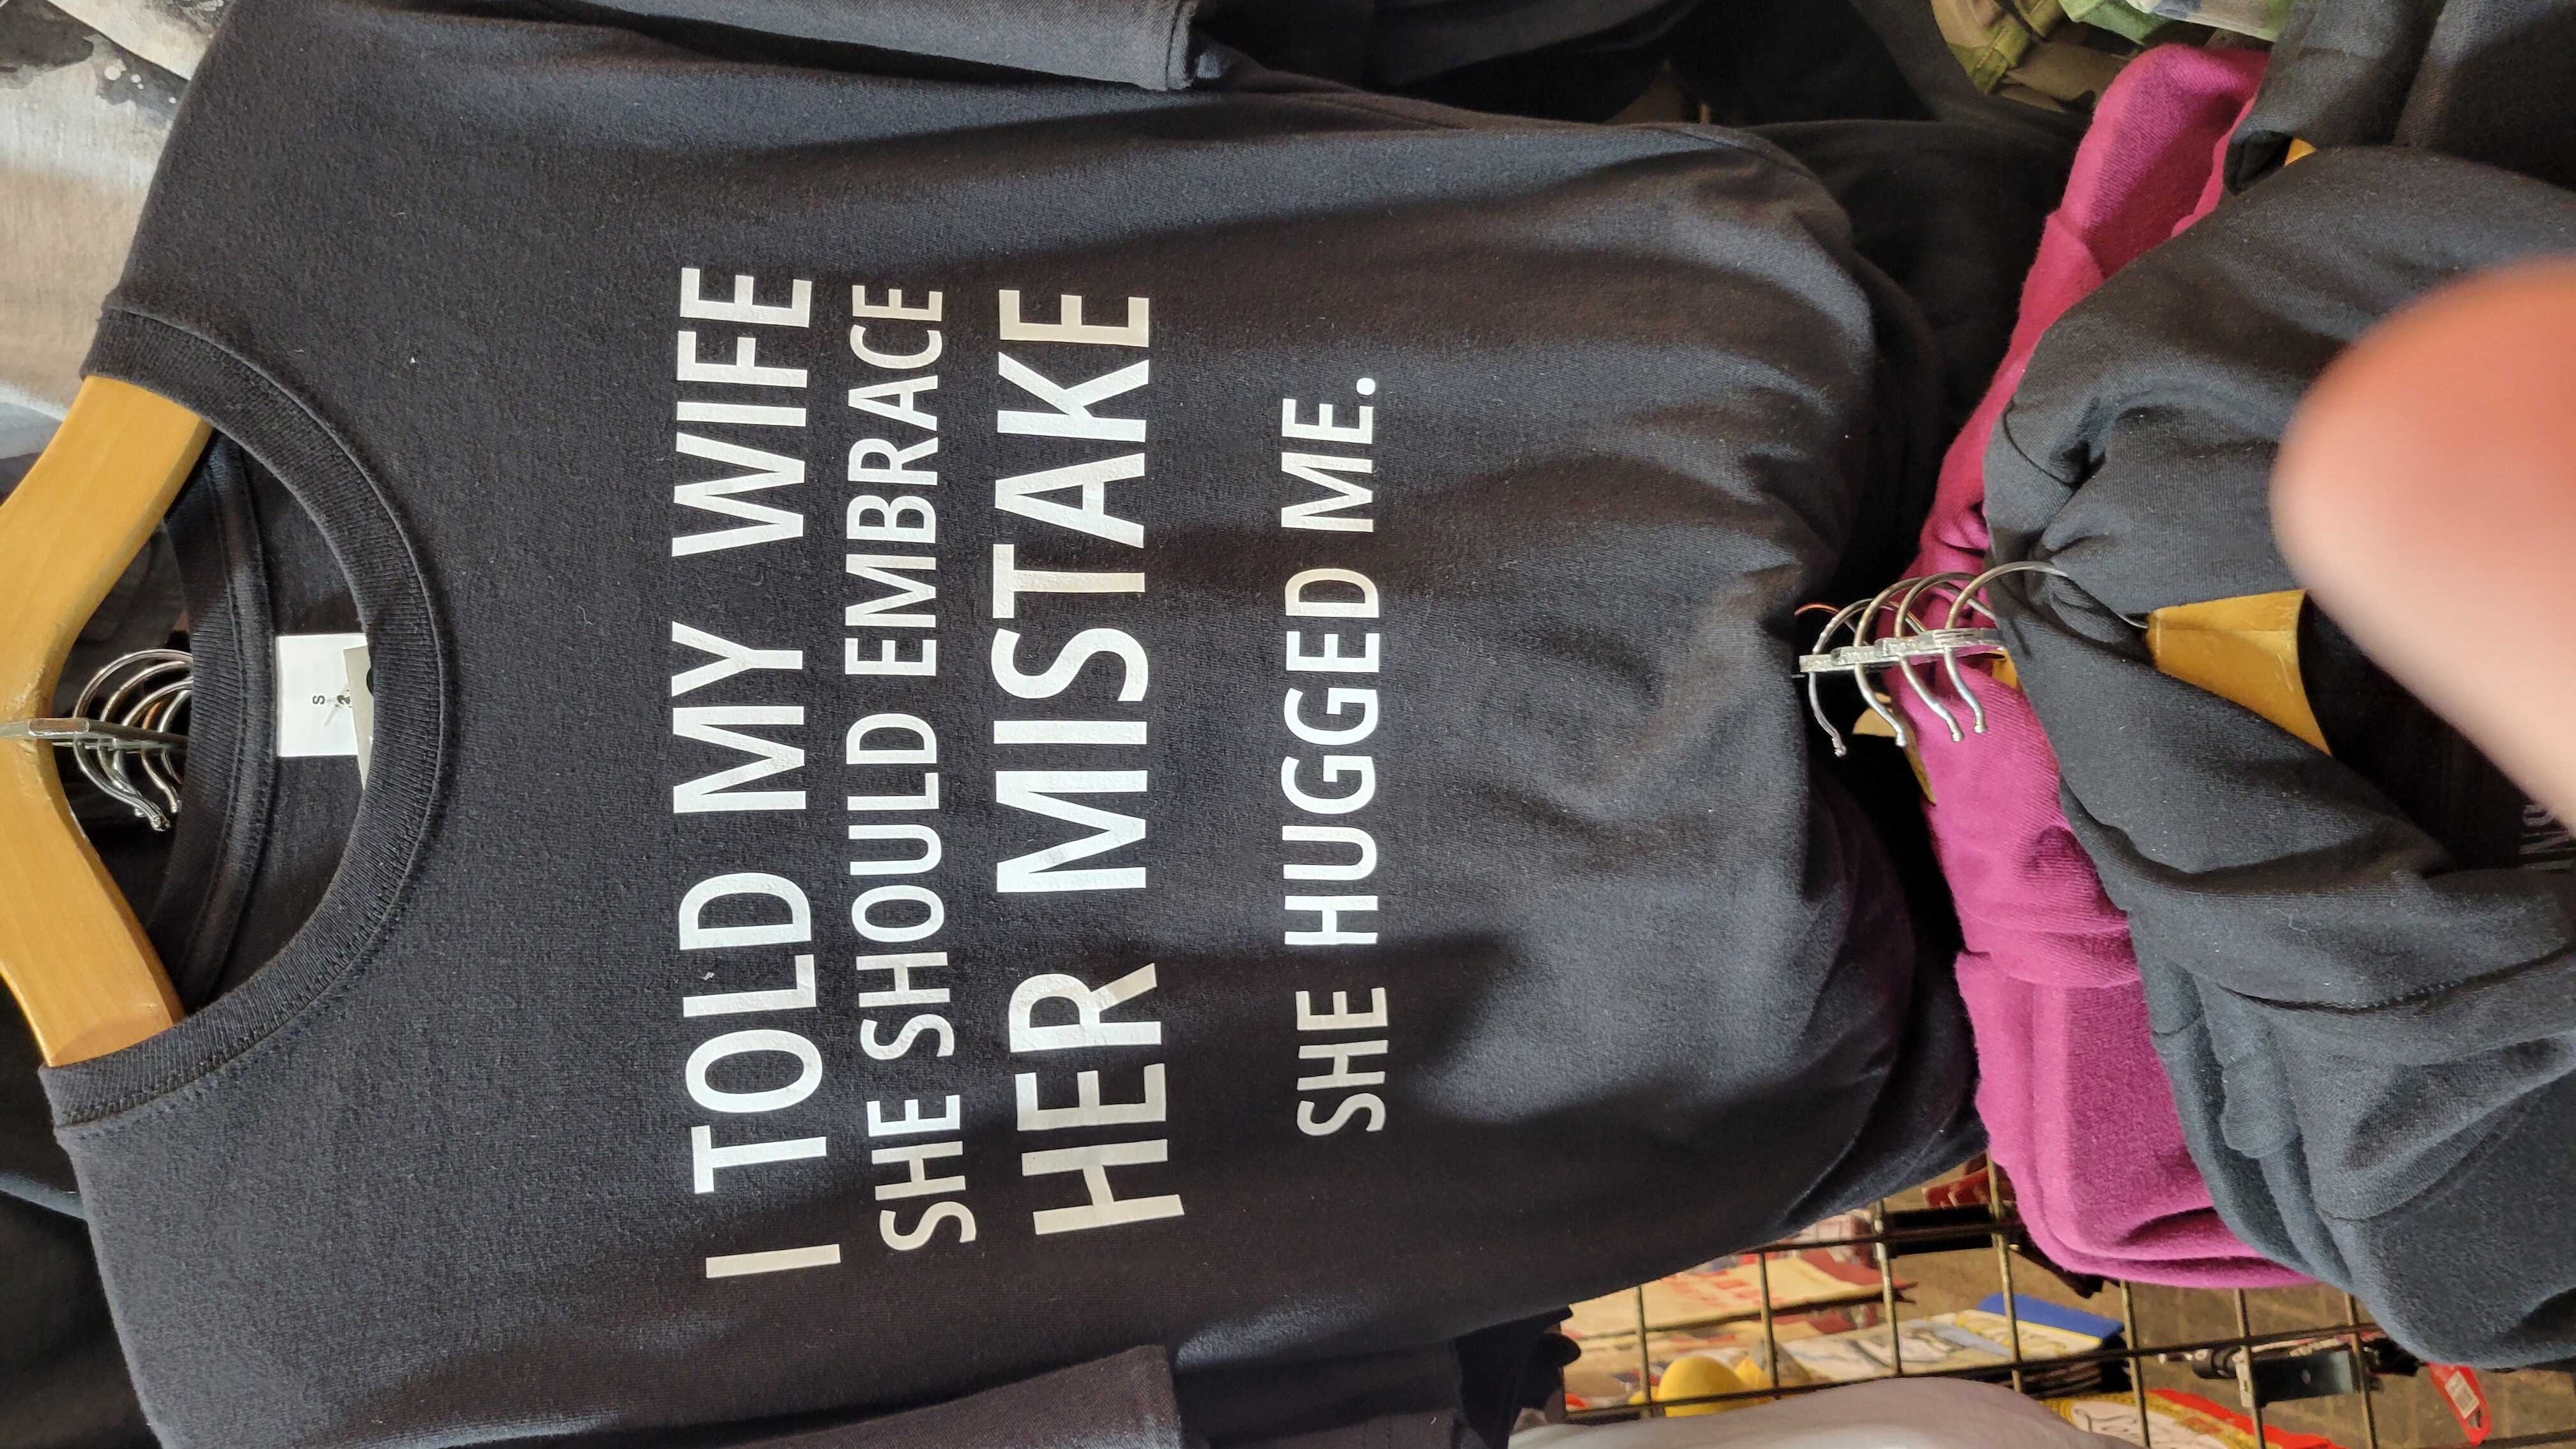 I TOLD MY WIFE
SHE SHOULD EMBRACE
HER MISTAKE
SHE HUGGED ME.
S